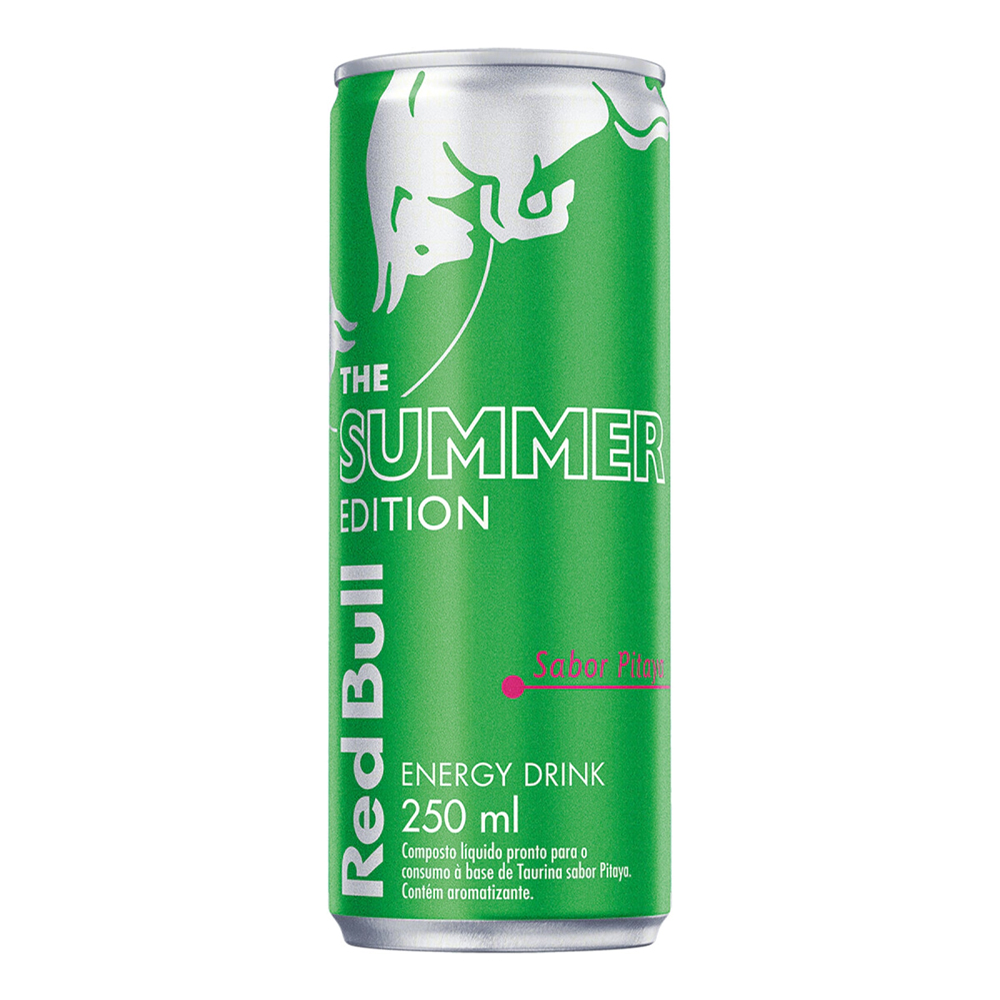 THE
SUMMER
EDITION
Red Bull
Sabor Pitaya
ENERGY DRINK
250 ml
Composto líquido pronto para o
consumo à base de Taurina sabor Pitaya.
Contém aromatizante.